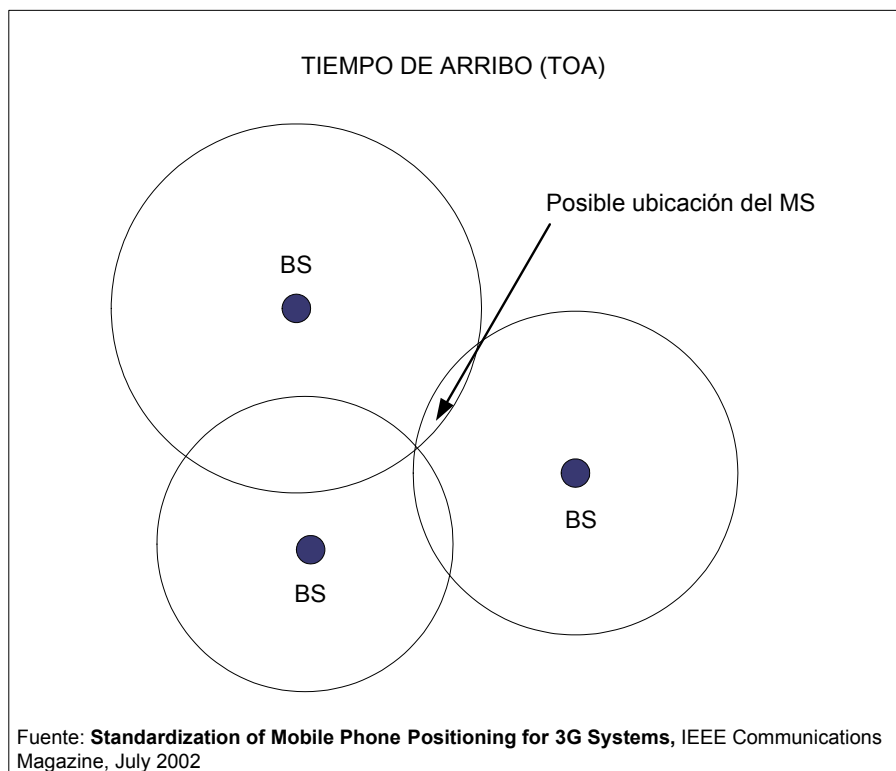 TIEMPO DE ARRIBO (TOA)
Posible ubicación del MS
BS
BS
BS
Fuente: Standardization of Mobile Phone Positioning for 3G Systems, IEEE Communications
Magazine, July 2002